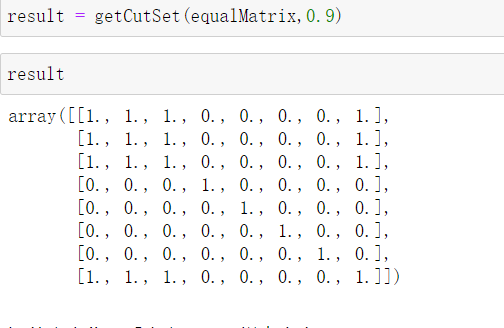 result = getCutSet(equalMatrix,0.9)
result
array([[1., 1., 1., 0., 0., 0., 0., 1.],
[1., 1., 1., 0., 0., 0., 0., 1.],
[1., 1., 1., 0., 0., 0., 0., 1.],
[0., 0., 0., 1., 0., 0., 0., 0.],
[0., 0., 0., 0., 1., 0., 0., 0.],
[0., 0., 0., 0., 0., 1., 0., 0.],
[0., 0., 0., 0., 0., 0., 1., 0.],
[1., 1., 1., 0., 0., 0., 0., 1.]])